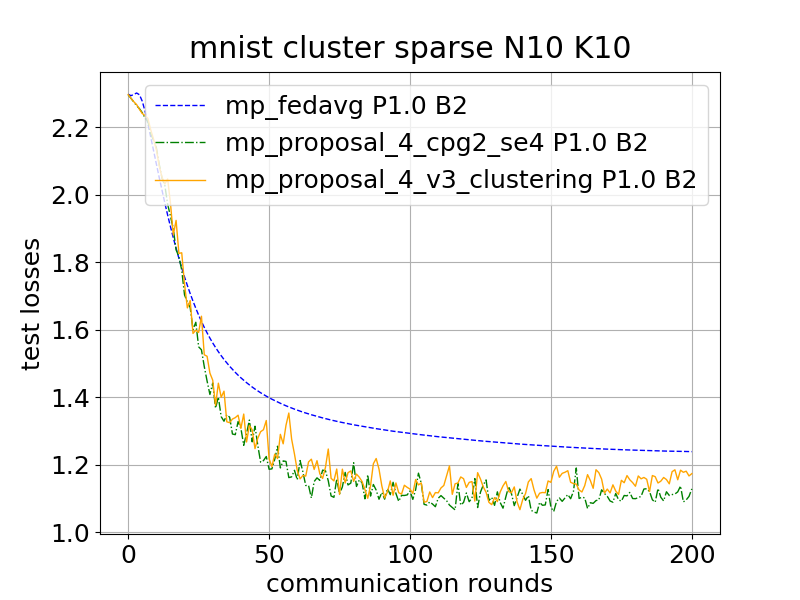 mnist cluster sparse N10 K10
mp_fedavg P1.0 B2
mp_proposal_4_cpg2_se4 P1.0 B2
mp_proposal_4_v3_clustering P1.0 B2
test losses
2.2
2.0
1.8
1.6
1.4
1.2
1.0
0 50 100 150 200
communication rounds